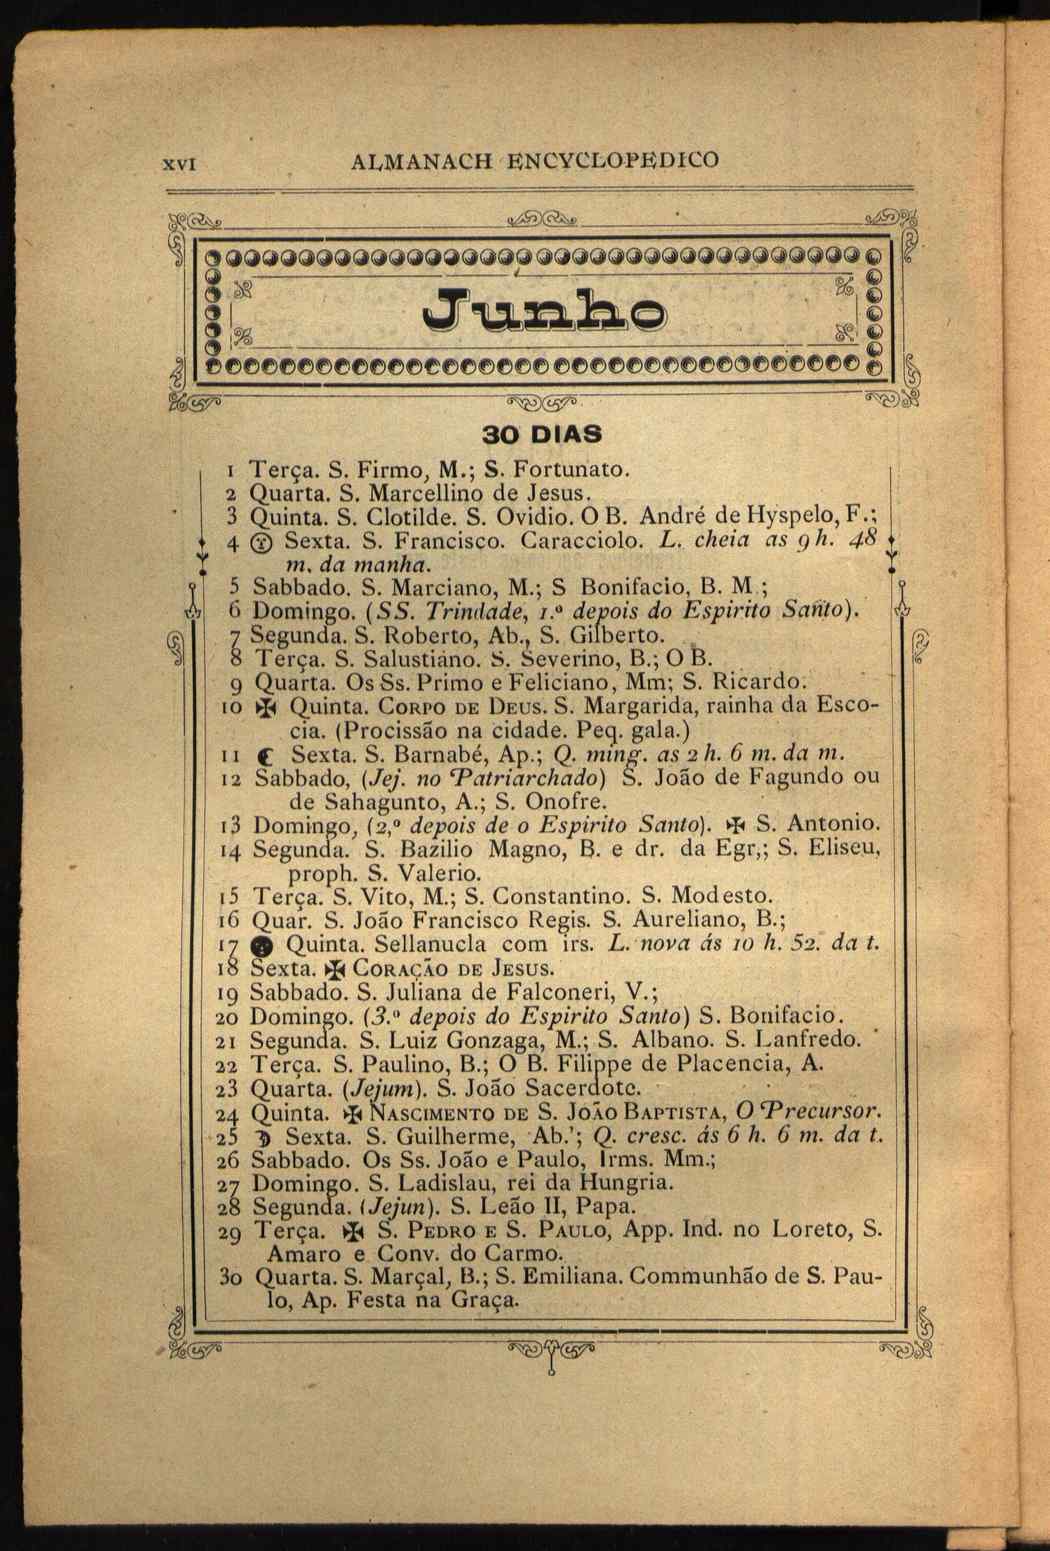 XVI ALMANACH ENCYCLOPEDICO
Junho
30 DIAS
1 Terça. S. Firmo, M.; S. Fortunato.
2 Quarta. S. Marcellino de Jesus.
3 Quinta. S. Clotilde. S. Ovidio. O B. André de Hyspelo, F.;
4 Sexta. S. Francisco. Caracciolo. L. cheia as 9 h. 48
m. da manha.
5 Sabbado. S. Marciano, M.; S Bonifacio, B. M.;
6 Domingo. (SS. Trindade, 1.º depois do Espirito Santo).
7 Segunda. S. Roberto, Ab., S. Gilberto.
8 Terça. S. Salustiano. S. Severino, B.; O B.
9 Quarta. Os Ss. Primo e Feliciano, Mm; S. Ricardo.
10 ✠ Quinta. CORPO DE DEUS. S. Margarida, rainha da Esco-
cia. (Procissão na cidade. Peq. gala.)
11 ☾ Sexta. S. Barnabé, Ap.; Q. ming. as 2 h. 6 m. da m.
12 Sabbado, (Jej. no Patriarchado) S. João de Fagundo ou
de Sahagunto, A.; S. Onofre.
13 Domingo, (2,º depois de o Espirito Santo). ✠ S. Antonio.
14 Segunda. S. Bazilio Magno, B. e dr. da Egr,; S. Eliseu,
proph. S. Valerio.
15 Terça. S. Vito, M.; S. Constantino. S. Modesto.
16 Quar. S. João Francisco Regis. S. Aureliano, B.;
17 Quinta. Sellanucla com irs. L. nova ás 10 h. 52. da t.
18 Sexta. ✠ CORAÇÃO DE JESUS.
19 Sabbado. S. Juliana de Falconeri, V.;
20 Domingo. (3.º depois do Espirito Santo) S. Bonifacio.
21 Segunda. S. Luiz Gonzaga, M.; S. Albano. S. Lanfredo.
22 Terça. S. Paulino, B.; O B. Filippe de Placencia, A.
23 Quarta. (Jejum). S. João Sacerdote.
24 Quinta. ✠ NASCIMENTO DE S. JOÃO BAPTISTA, O Precursor.
25 ☽ Sexta. S. Guilherme, Ab.'; Q. cresc. ás 6 h. 6 m. da t.
26 Sabbado. Os Ss. João e Paulo, Irms. Mm.;
27 Domingo. S. Ladislau, rei da Hungria.
28 Segunda. (Jejun). S. Leão II, Papa.
29 Terça. ✠ S. PEDRO E S. PAULO, App. Ind. no Loreto, S.
Amaro e Conv. do Carmo.
30 Quarta. S. Marçal, B.; S. Emiliana. Communhão de S. Pau-
lo, Ap. Festa na Graça.